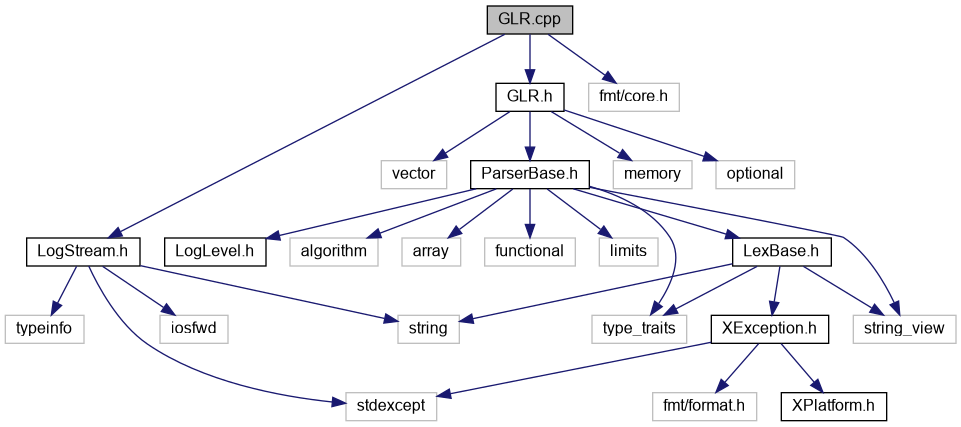 GLR.cpp
GLR.h
fmt/core.h
vector
ParserBase.h
memory
optional
LogStream.h
LogLevel.h
algorithm
array
functional
limits
LexBase.h
typeinfo
iosfwd
string
type_traits
XException.h
string_view
stdexcept
fmt/format.h
XPlatform.h